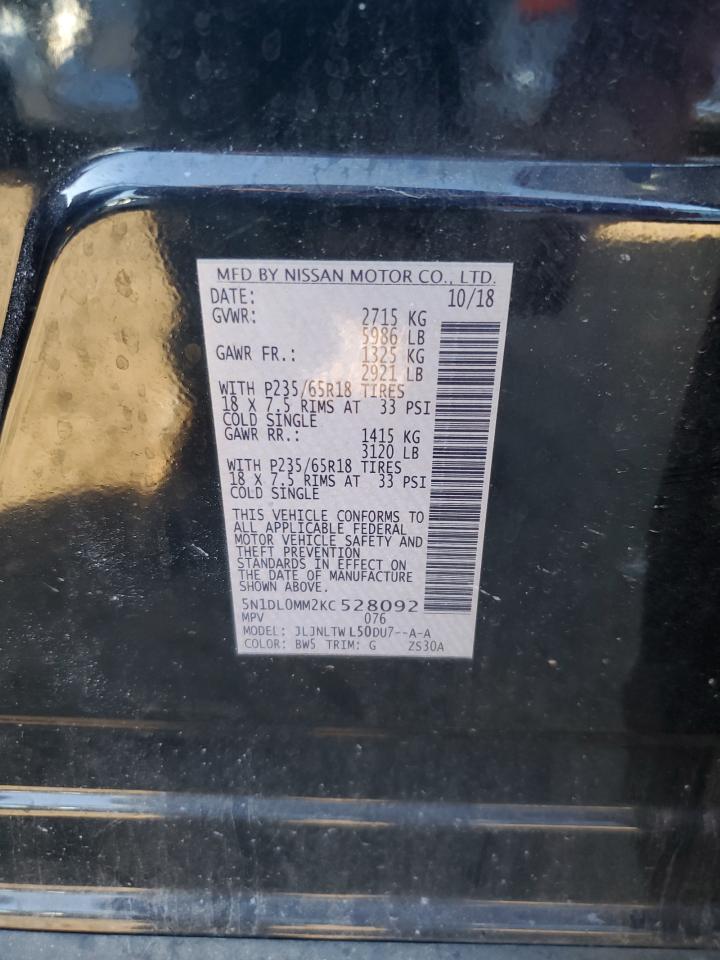 MFD BY NISSAN MOTOR CO., LTD.
DATE: 10/18
GVWR: 2715 KG
5986 LB
GAWR FR.: 1325 KG
2921 LB
WITH P235/65R18 TIRES
18 X 7.5 RIMS AT 33 PSI
COLD SINGLE
GAWR RR.: 1415 KG
3120 LB
WITH P235/65R18 TIRES
18 X 7.5 RIMS AT 33 PSI
COLD SINGLE
THIS VEHICLE CONFORMS TO
ALL APPLICABLE FEDERAL
MOTOR VEHICLE SAFETY AND
THEFT PREVENTION
STANDARDS IN EFFECT ON
THE DATE OF MANUFACTURE
SHOWN ABOVE.
5N1DL0MM2KC528092
MPV 076
MODEL: JLJNLTWL50DU7--A-A
COLOR: BW5 TRIM: G ZS30A